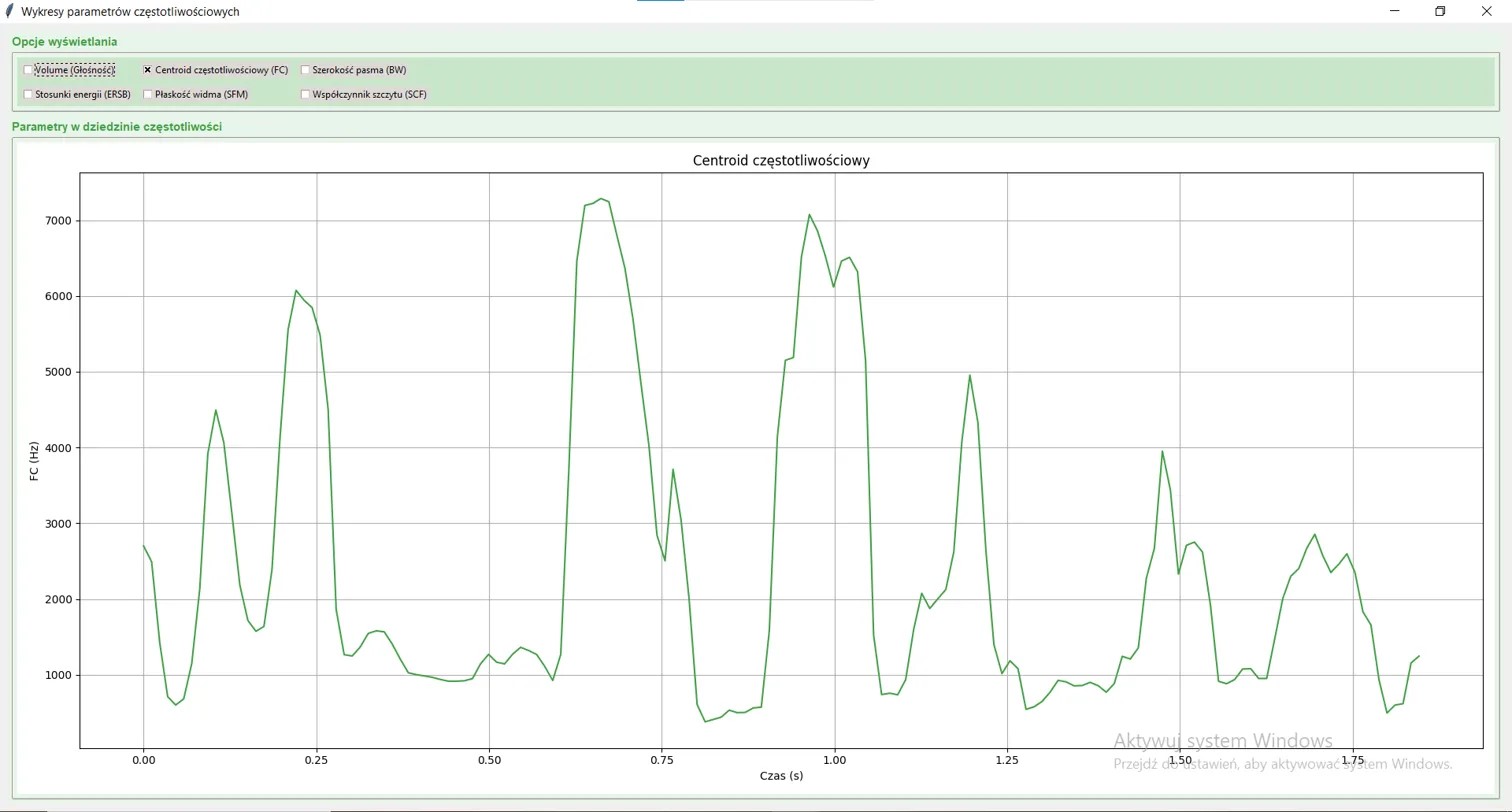 Wykresy parametrów częstotliwościowych
Opcje wyświetlania
Volume (Głośność) Centroid częstotliwościowy (FC) Szerokość pasma (BW)
Stosunki energii (ERSB) Płaskość widma (SFM) Współczynnik szczytu (SCF)
Parametry w dziedzinie częstotliwości
Centroid częstotliwościowy
7000
6000
5000
4000
3000
2000
1000
FC (Hz)
0.00 0.25 0.50 0.75 1.00 1.25 1.50 1.75
Czas (s)
Aktywuj system Windows
Przejdź do ustawień, aby aktywować system Windows.